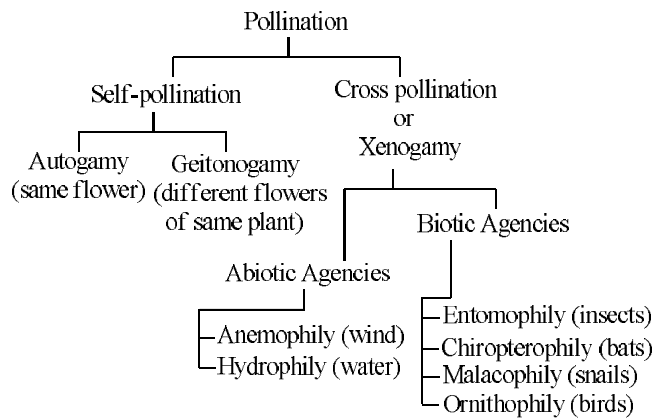 Pollination
Self-pollination
Cross pollination
or
Xenogamy
Autogamy
(same flower)
Geitonogamy
(different flowers
of same plant)
Abiotic Agencies
Anemophily (wind)
Hydrophily (water)
Biotic Agencies
Entomophily (insects)
Chiropterophily (bats)
Malacophily (snails)
Ornithophily (birds)